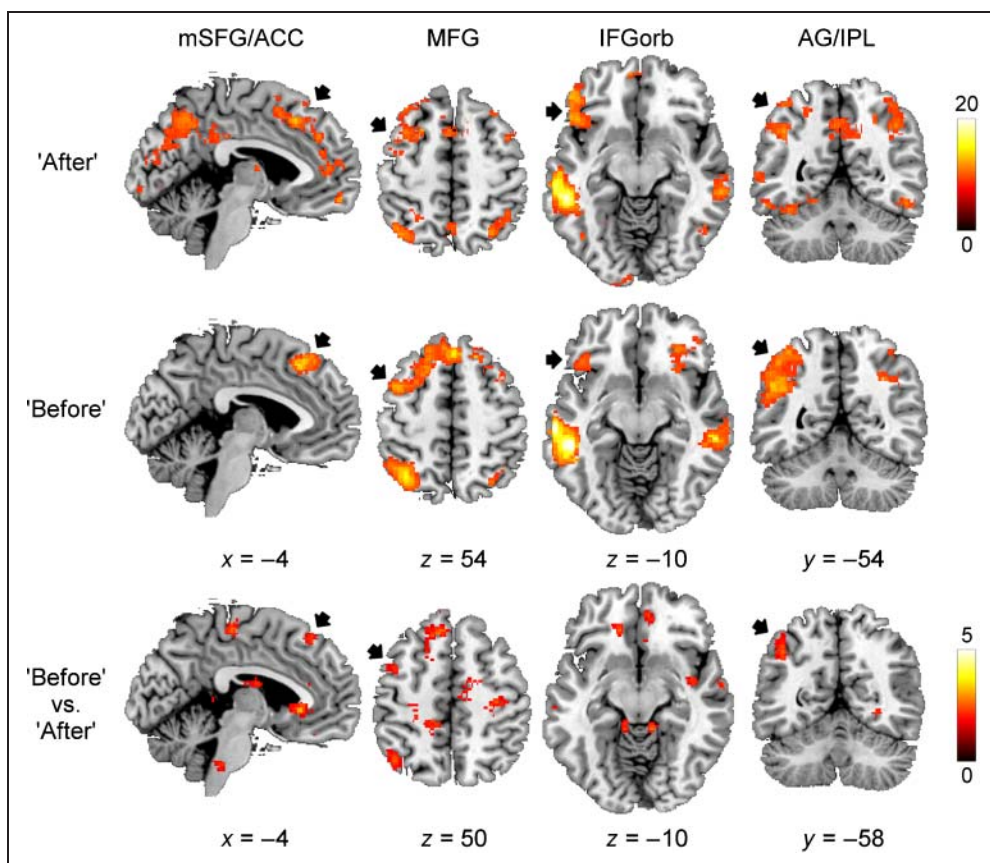 mSFG/ACC MFG IFGorb AG/IPL
'After'
20
0
'Before'
x = –4 z = 54 z = –10 y = –54
'Before'
vs.
'After'
5
0
x = –4 z = 50 z = –10 y = –58